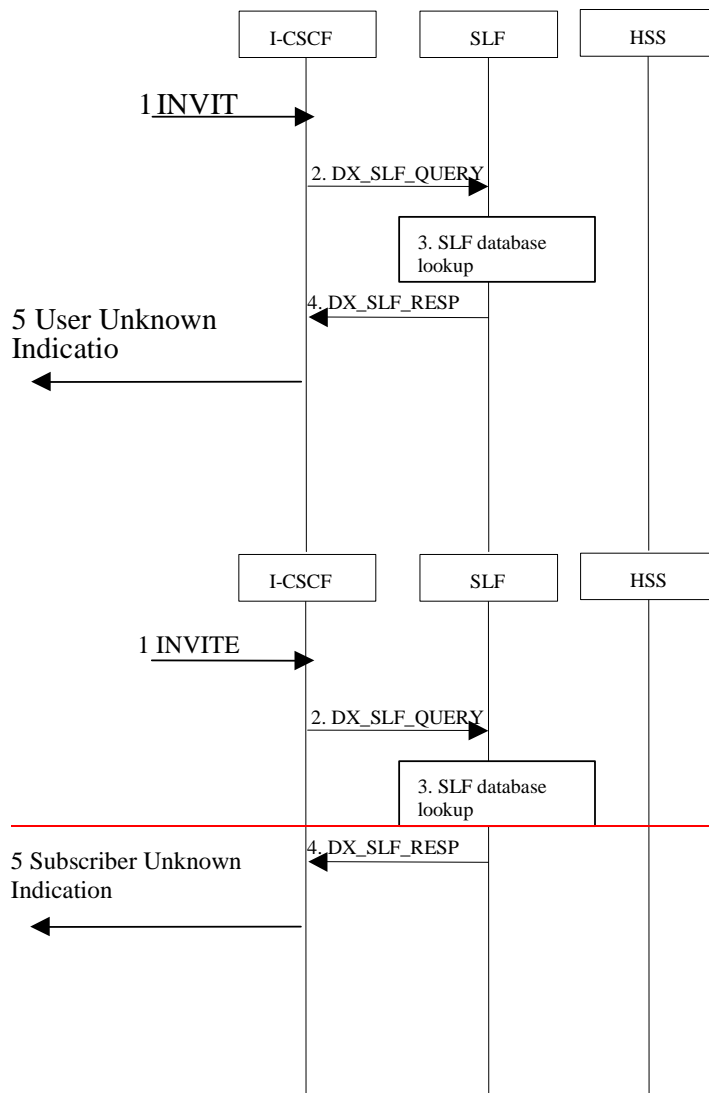 I-CSCF SLF HSS
1 INVIT
2. DX_SLF_QUERY
3. SLF database
lookup
4. DX_SLF_RESP
5 User Unknown
Indicatio
I-CSCF SLF HSS
1 INVITE
2. DX_SLF_QUERY
3. SLF database
lookup
4. DX_SLF_RESP
5 Subscriber Unknown
Indication